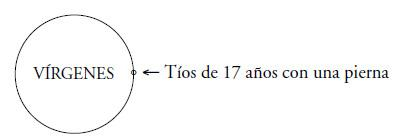 VÍRGENES
← Tíos de 17 años con una pierna